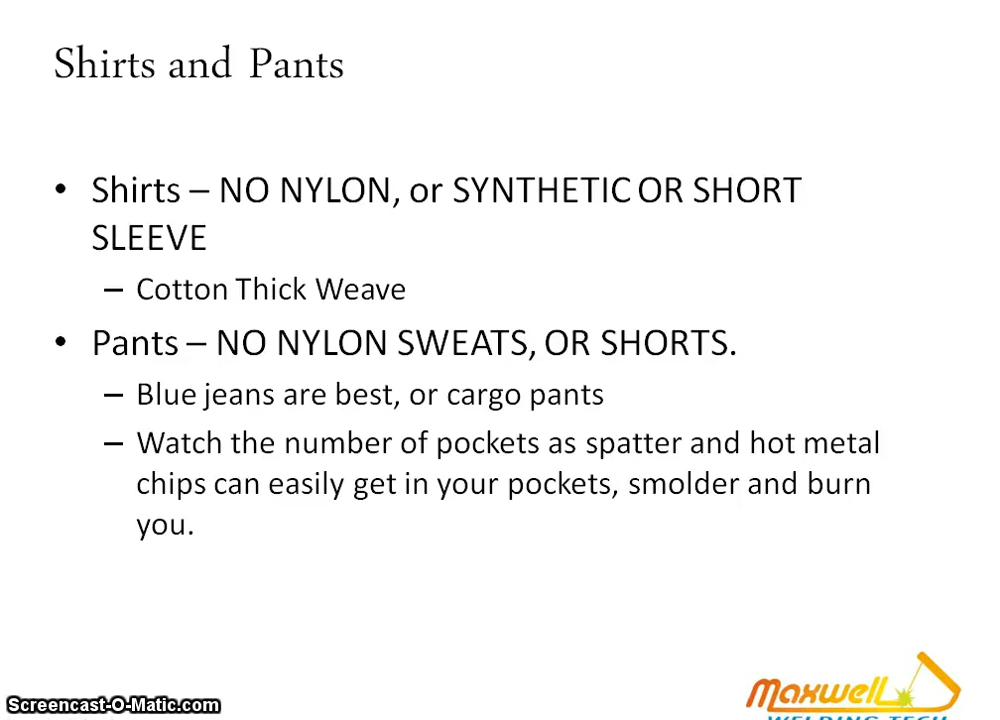 Shirts and Pants
• Shirts – NO NYLON, or SYNTHETIC OR SHORT
SLEEVE
– Cotton Thick Weave
• Pants – NO NYLON SWEATS, OR SHORTS.
– Blue jeans are best, or cargo pants
– Watch the number of pockets as spatter and hot metal
chips can easily get in your pockets, smolder and burn
you.
Screencast-O-Matic.com
Maxwell
WELDING TECH